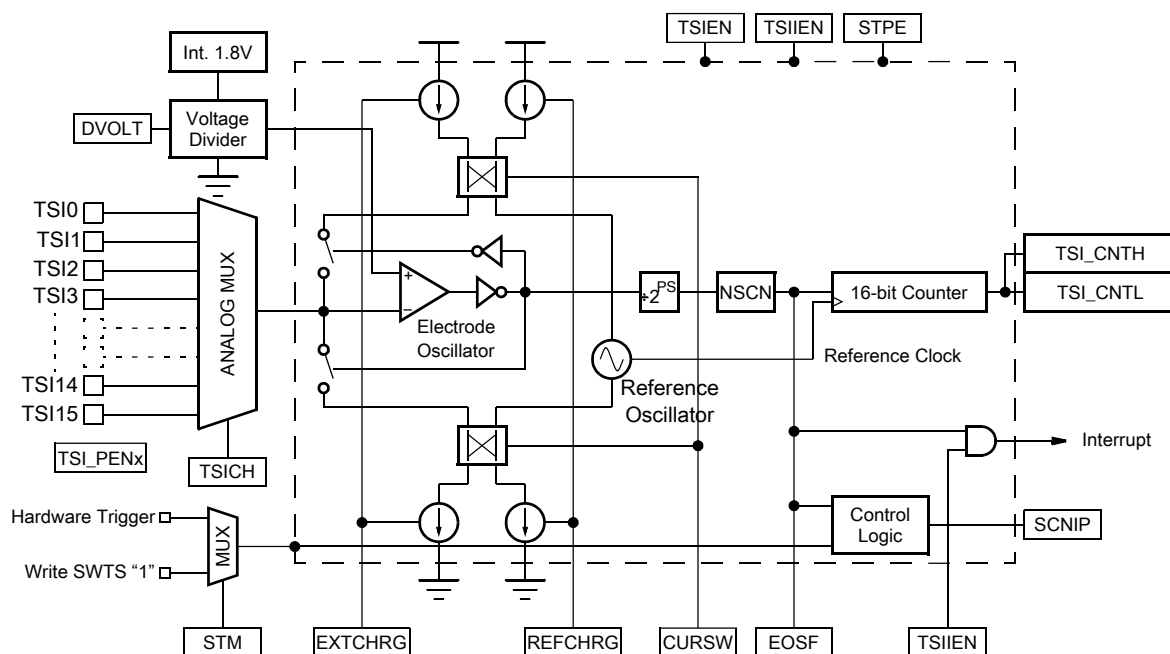 TSIEN
TSIIEN
STPE
Int. 1.8V
DVOLT
Voltage
Divider
TSI0
TSI1
TSI2
TSI3
TSI14
TSI15
ANALOG MUX
TSI_PENx
TSICH
+
−
Electrode
Oscillator
÷2PS
NSCN
16-bit Counter
TSI_CNTH
TSI_CNTL
Reference Clock
Reference
Oscillator
Interrupt
Hardware Trigger
Write SWTS “1”
MUX
Control
Logic
SCNIP
STM
EXTCHRG
REFCHRG
CURSW
EOSF
TSIIEN